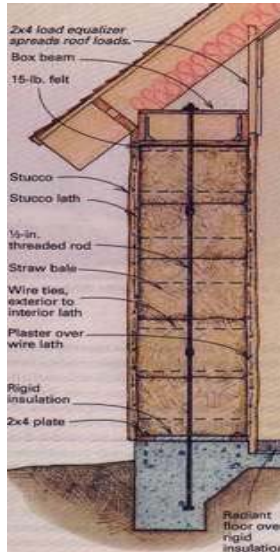 2x4 load equalizer
spreads roof loads.
Box beam
15-lb. felt
Stucco
Stucco lath
½-in.
threaded rod
Straw bale
Wire ties,
exterior to
interior lath
Plaster over
wire lath
Rigid
insulation
2x4 plate
Radiant
floor over
rigid
insulation